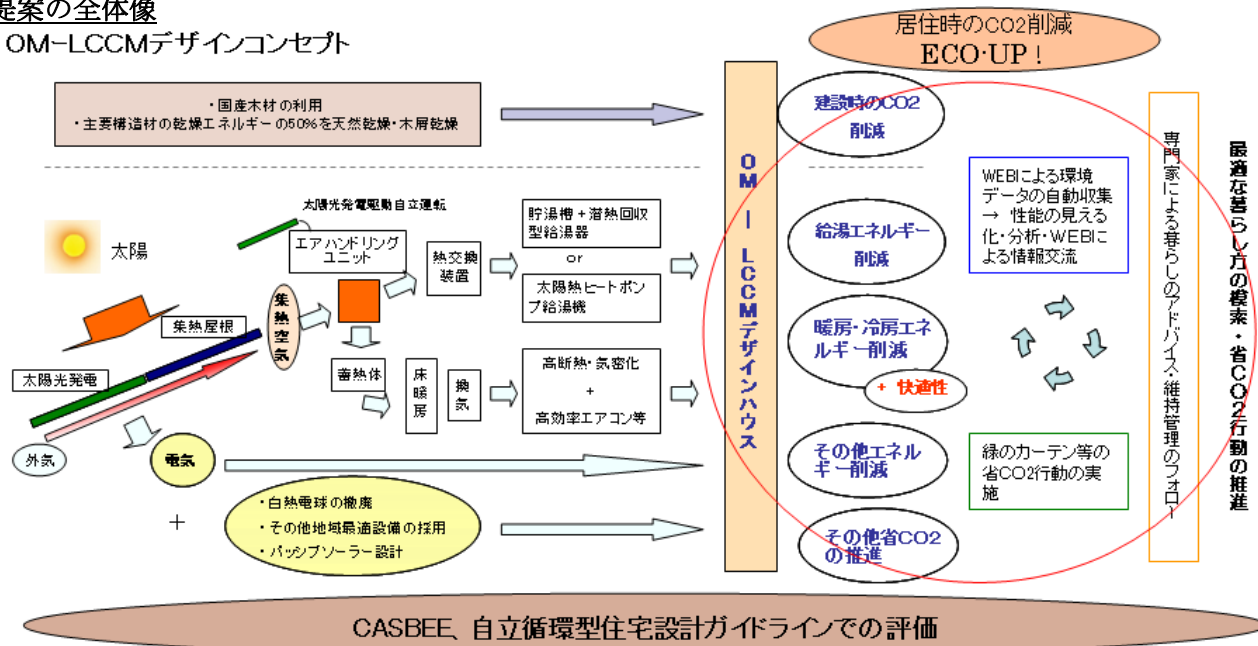 提案の全体像
OM-LCCMデザインコンセプト
居住時のCO2削減
ECO·UP!
・国産木材の利用
・主要構造材の乾燥エネルギーの50%を天然乾燥・木屑乾燥
建設時のCO2
削減
太陽
太陽光発電駆動自立運転
エアハンドリング
ユニット
熱交換
装置
貯湯槽+潜熱回収
型給湯器
or
太陽熱ヒートポン
プ給湯機
給湯エネルギー
削減
集熱屋根
集熱空気
太陽光発電
外気
蓄熱体
床暖房
換気
高断熱・気密化
+
高効率エアコン等
暖房・冷房エネ
ルギー削減
+ 快適性
電気
+
・白熱電球の撤廃
・その他地域最適設備の採用
・パッシブソーラー設計
その他エネル
ギー削減
その他省CO2
の推進
OM-LCCMデザインハウス
WEBIによる環境
データの自動収集
→ 性能の見える
化・分析・WEBIに
よる情報交流
緑のカーテン等の
省CO2行動の実
施
専門家による暮らしのアドバイス・維持管理のフォロー
最適な暮らし方の模索・省CO2行動の推進
CASBEE、自立循環型住宅設計ガイドラインでの評価